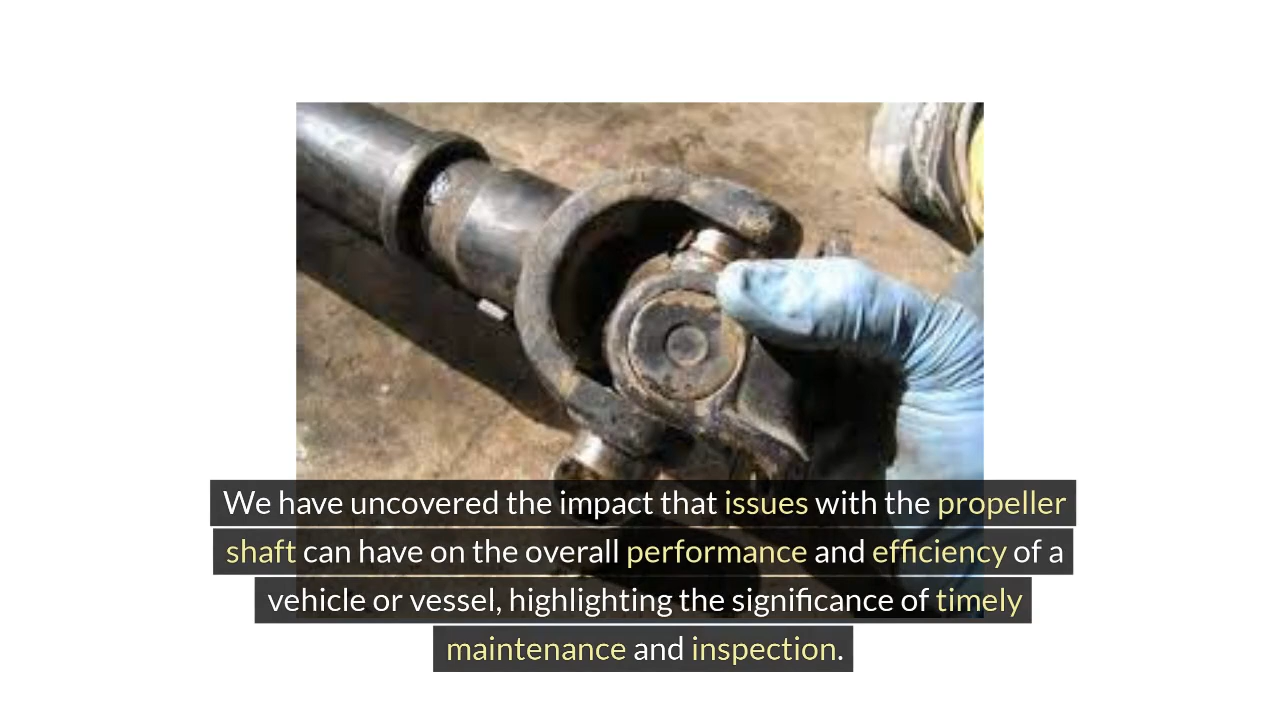 We have uncovered the impact that issues with the propeller
shaft can have on the overall performance and efficiency of a
vehicle or vessel, highlighting the significance of timely
maintenance and inspection.